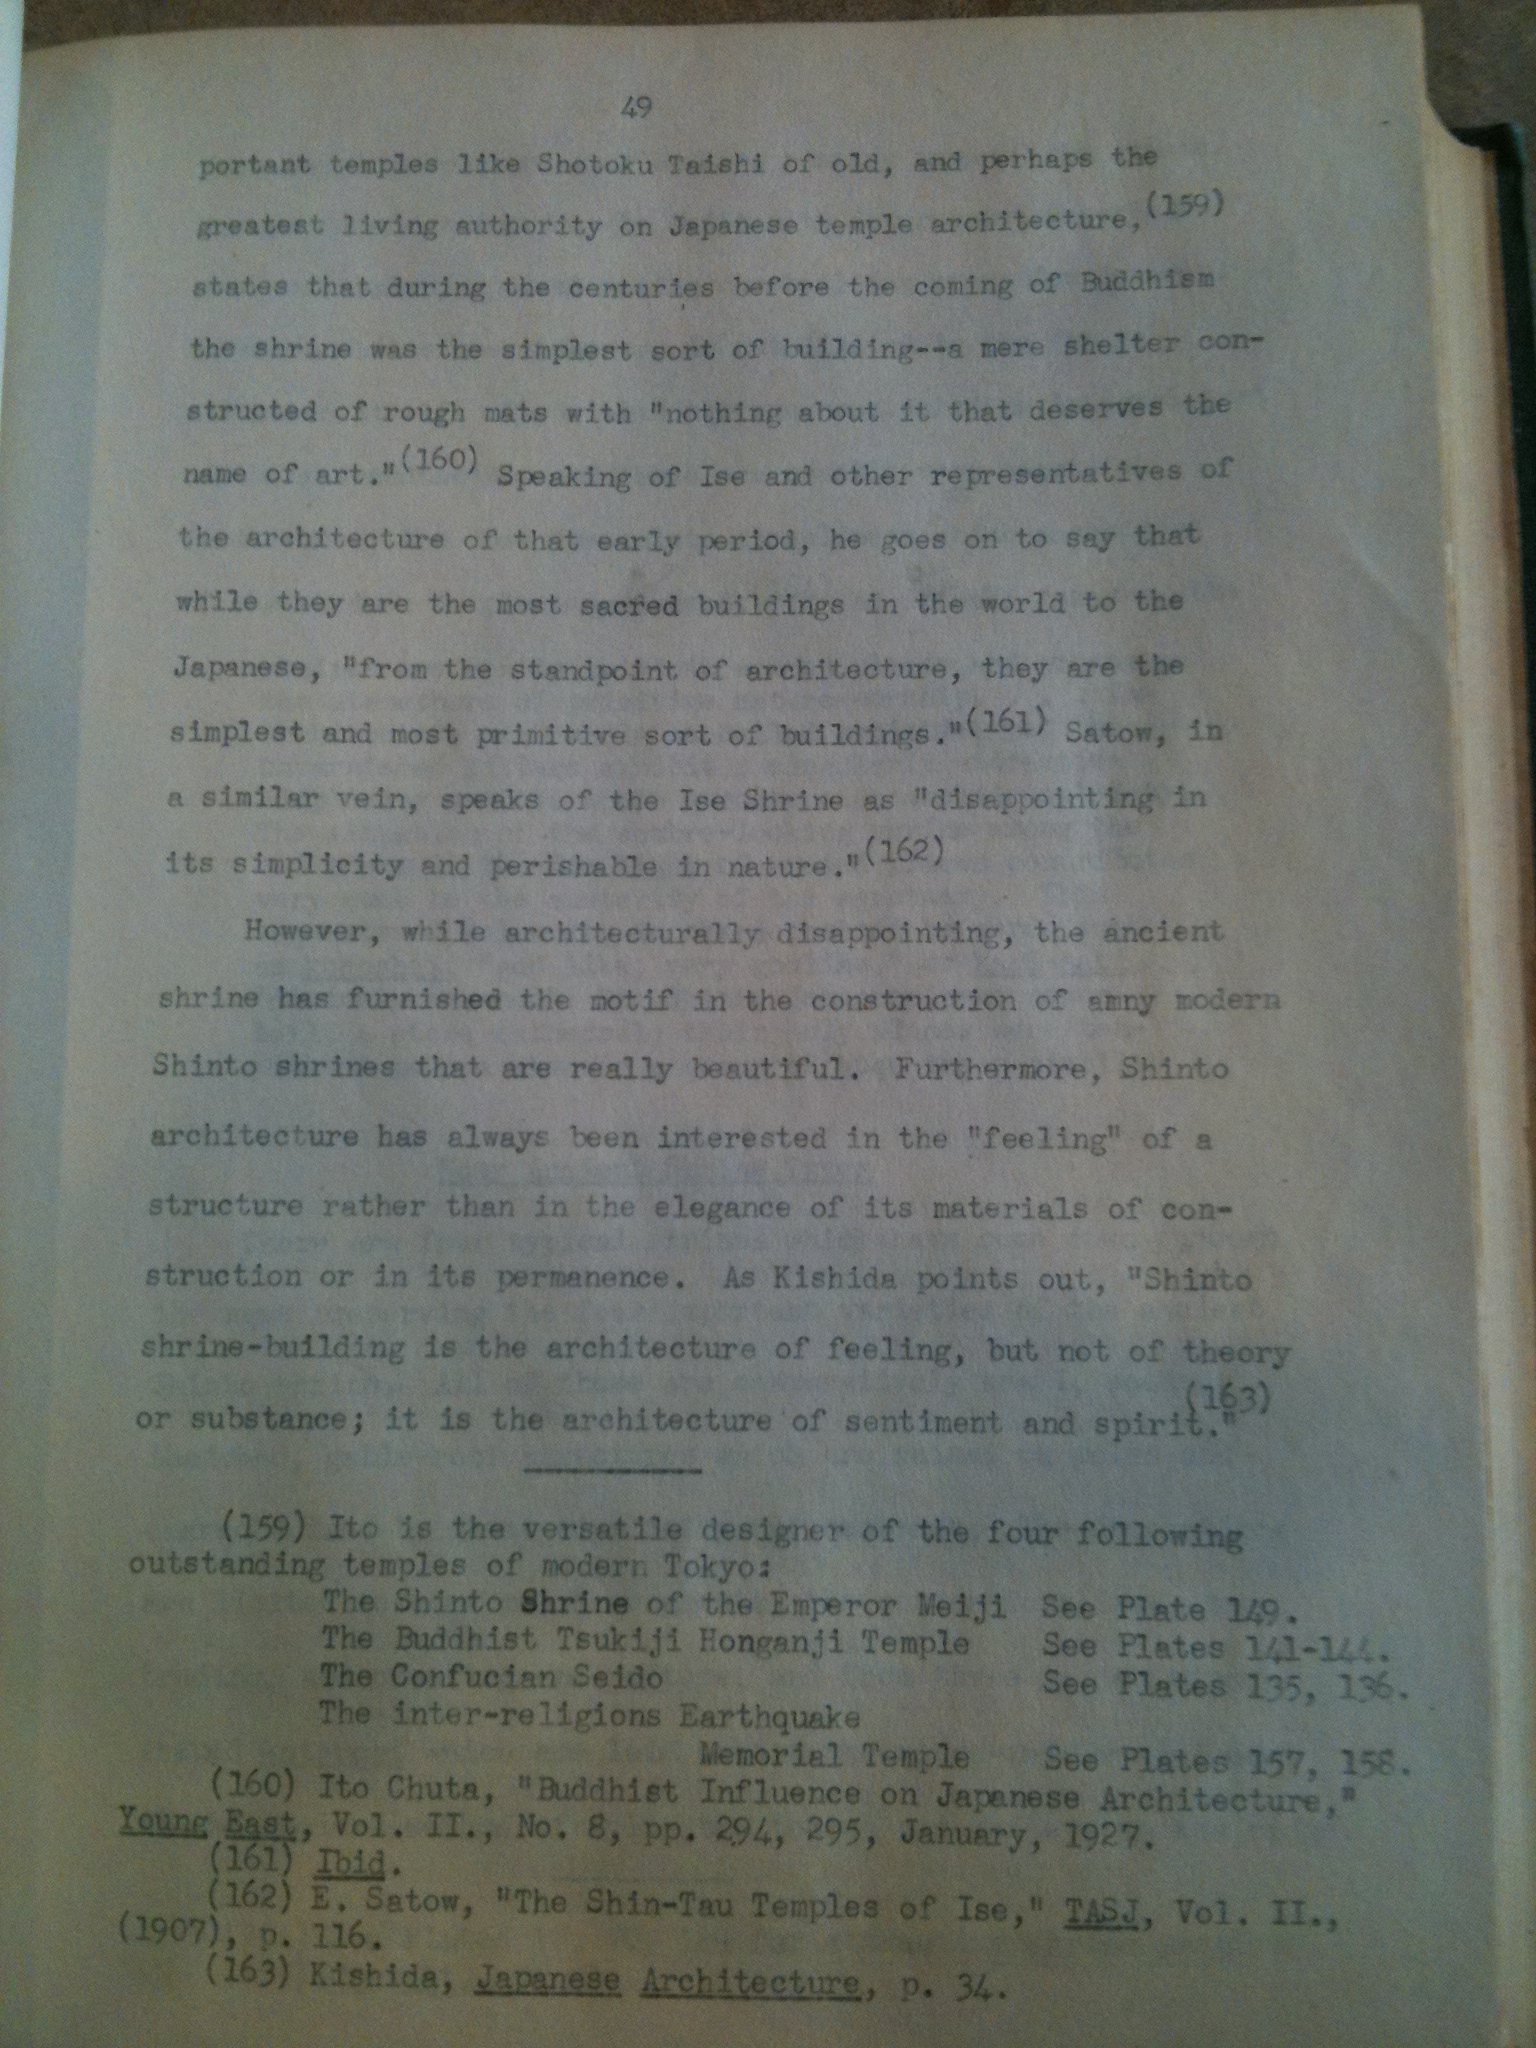 49
portant temples like Shotoku Taishi of old, and perhaps the
greatest living authority on Japanese temple architecture,(159)
states that during the centuries before the coming of Buddhism
the shrine was the simplest sort of building--a mere shelter con-
structed of rough mats with "nothing about it that deserves the
name of art."(160) Speaking of Ise and other representatives of
the architecture of that early period, he goes on to say that
while they are the most sacred buildings in the world to the
Japanese, "from the standpoint of architecture, they are the
simplest and most primitive sort of buildings."(161) Satow, in
a similar vein, speaks of the Ise Shrine as "disappointing in
its simplicity and perishable in nature."(162)
However, while architecturally disappointing, the ancient
shrine has furnished the motif in the construction of amny modern
Shinto shrines that are really beautiful. Furthermore, Shinto
architecture has always been interested in the "feeling" of a
structure rather than in the elegance of its materials of con-
struction or in its permanence. As Kishida points out, "Shinto
shrine-building is the architecture of feeling, but not of theory
or substance; it is the architecture of sentiment and spirit."(163)
(159) Ito is the versatile designer of the four following
outstanding temples of modern Tokyo:
The Shinto Shrine of the Emperor Meiji See Plate 149.
The Buddhist Tsukiji Honganji Temple See Plates 141-144.
The Confucian Seido See Plates 135, 136.
The inter-religions Earthquake
Memorial Temple See Plates 157, 158.
(160) Ito Chuta, "Buddhist Influence on Japanese Architecture,"
Young East, Vol. II., No. 8, pp. 294, 295, January, 1927.
(161) Ibid.
(162) E. Satow, "The Shin-Tau Temples of Ise," TASJ, Vol. II.,
(1907), p. 116.
(163) Kishida, Japanese Architecture, p. 34.